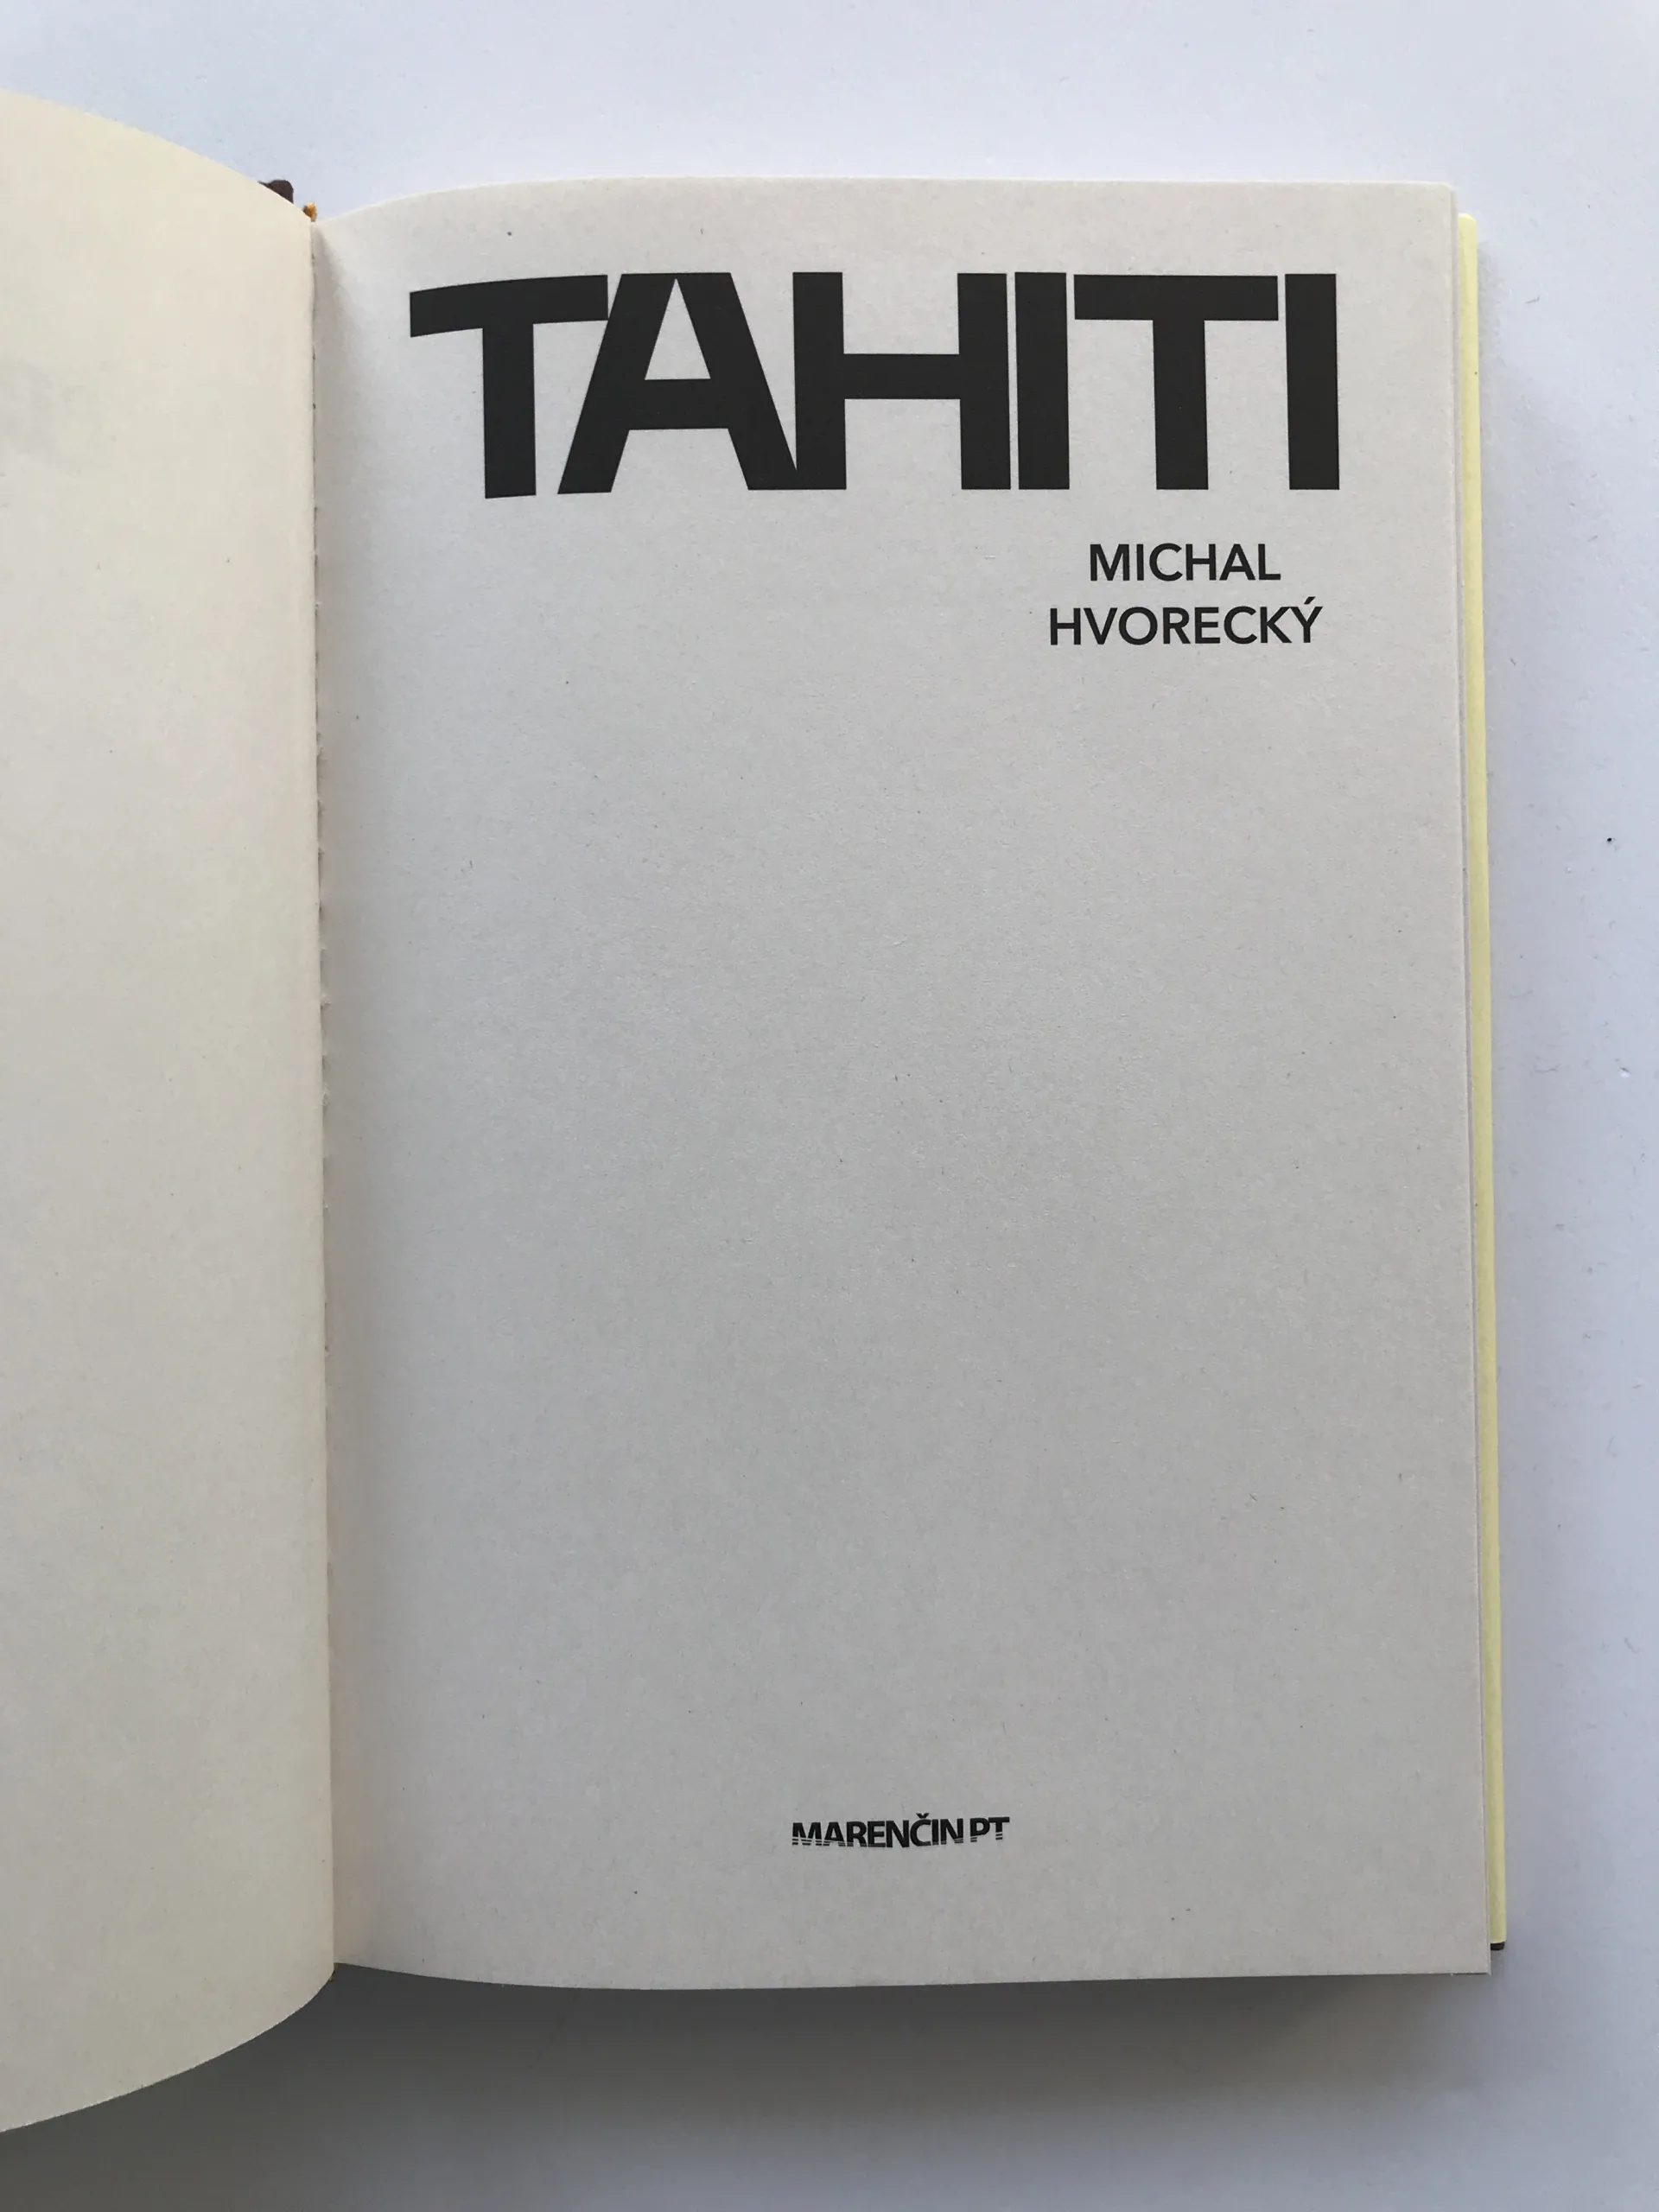 TAHITI
MICHAL
HVORECKÝ
MARENČIN PT